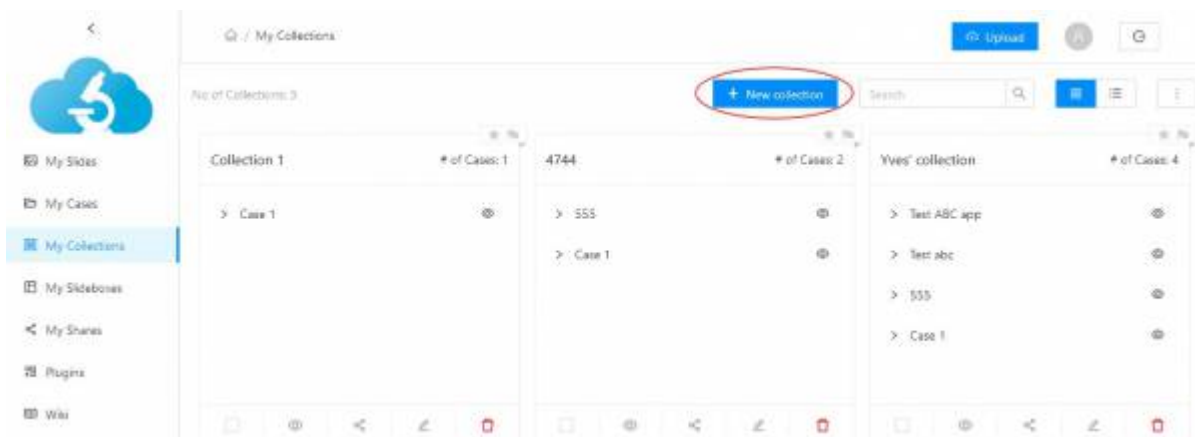 / My Collections
Upload
A
No of Collections: 3
+ New collection
Search
My Slides
My Cases
My Collections
My Slideboxes
My Shares
Plugins
Wiki
Collection 1
# of Cases: 1
> Case 1
4744
# of Cases: 2
> 555
> Case 1
Yves' collection
# of Cases: 4
> Test ABC app
> Test abc
> 555
> Case 1